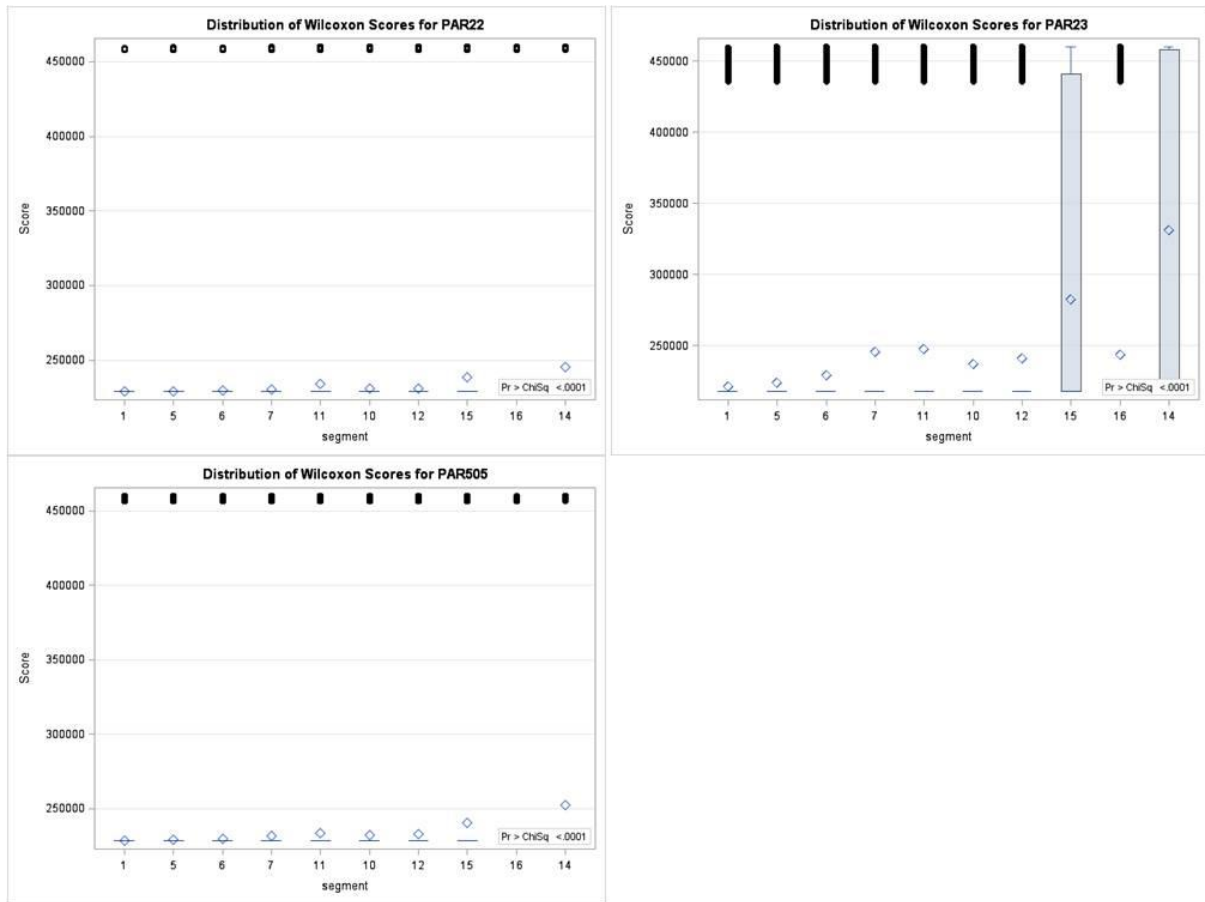 Distribution of Wilcoxon Scores for PAR22
450000
400000
350000
300000
250000
Score
Pr > ChiSq <.0001
1 5 6 7 11 10 12 15 16 14
segment
Distribution of Wilcoxon Scores for PAR23
450000
400000
350000
300000
250000
Score
Pr > ChiSq <.0001
1 5 6 7 11 10 12 15 16 14
segment
Distribution of Wilcoxon Scores for PAR505
450000
400000
350000
300000
250000
Score
Pr > ChiSq <.0001
1 5 6 7 11 10 12 15 16 14
segment